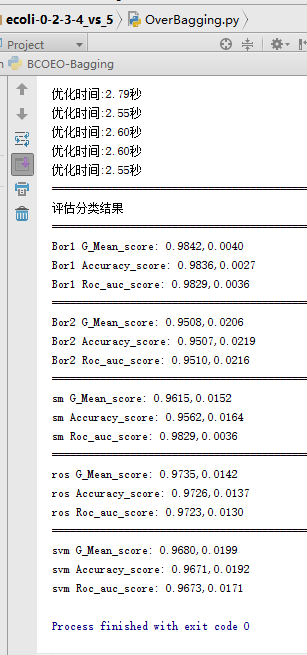 ecoli-0-2-3-4_vs_5 OverBagging.py
Project
n BCOEO-Bagging
优化时间:2.79秒
优化时间:2.55秒
优化时间:2.60秒
优化时间:2.60秒
优化时间:2.55秒
评估分类结果
Bor1 G_Mean_score: 0.9842,0.0040
Bor1 Accuracy_score: 0.9836,0.0027
Bor1 Roc_auc_score: 0.9829,0.0036
Bor2 G_Mean_score: 0.9508,0.0206
Bor2 Accuracy_score: 0.9507,0.0219
Bor2 Roc_auc_score: 0.9510,0.0216
sm G_Mean_score: 0.9615,0.0152
sm Accuracy_score: 0.9562,0.0164
sm Roc_auc_score: 0.9829,0.0036
ros G_Mean_score: 0.9735,0.0142
ros Accuracy_score: 0.9726,0.0137
ros Roc_auc_score: 0.9723,0.0130
svm G_Mean_score: 0.9680,0.0199
svm Accuracy_score: 0.9671,0.0192
svm Roc_auc_score: 0.9673,0.0171
Process finished with exit code 0